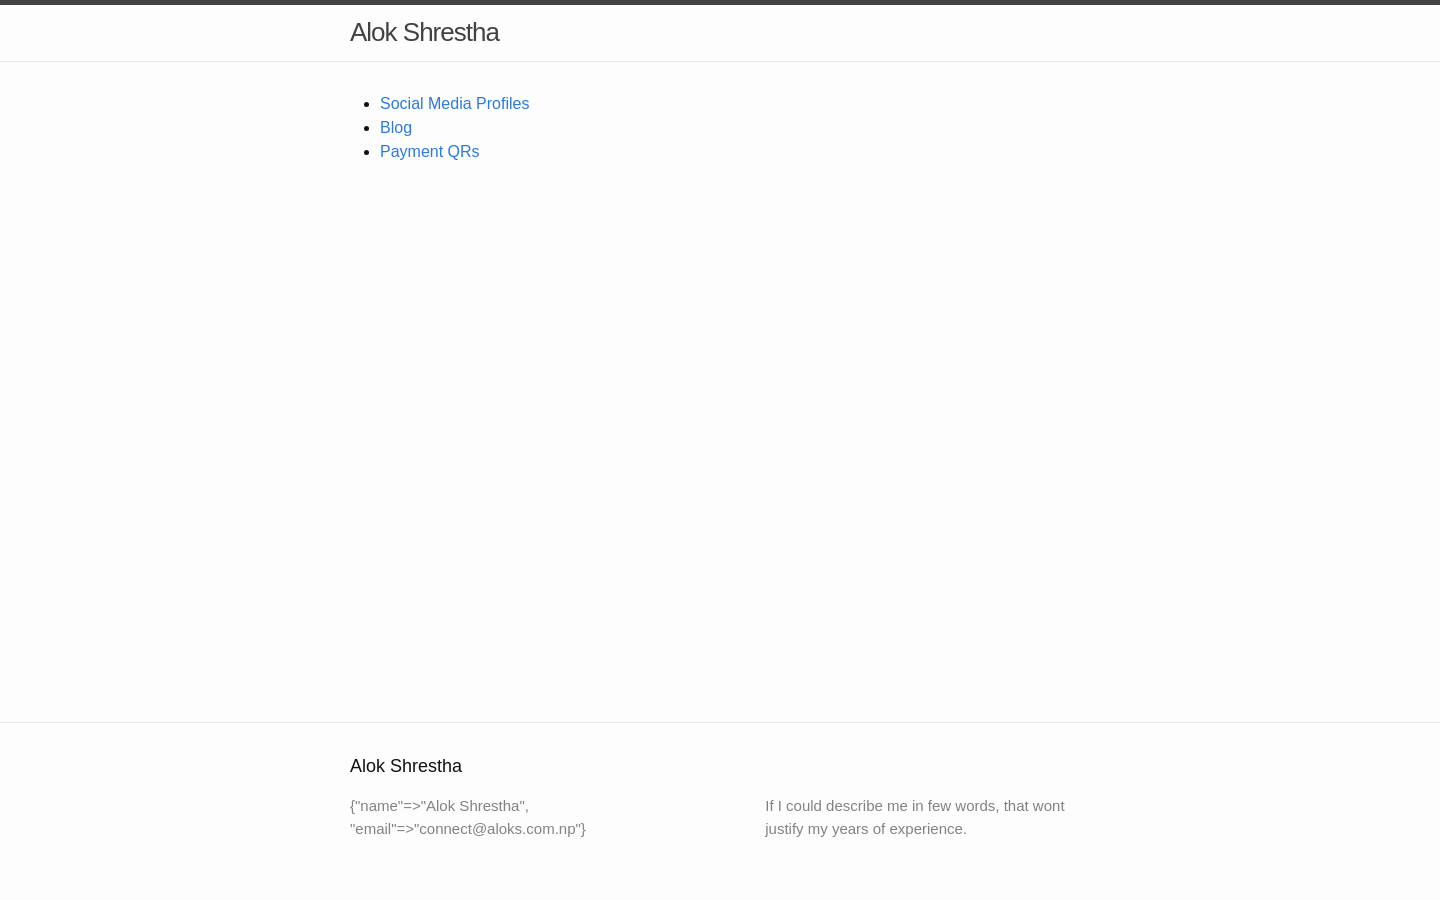 Alok Shrestha
Social Media Profiles
Blog
Payment QRs
Alok Shrestha
{"name"=>"Alok Shrestha",
"email"=>"connect@aloks.com.np"}
If I could describe me in few words, that wont
justify my years of experience.